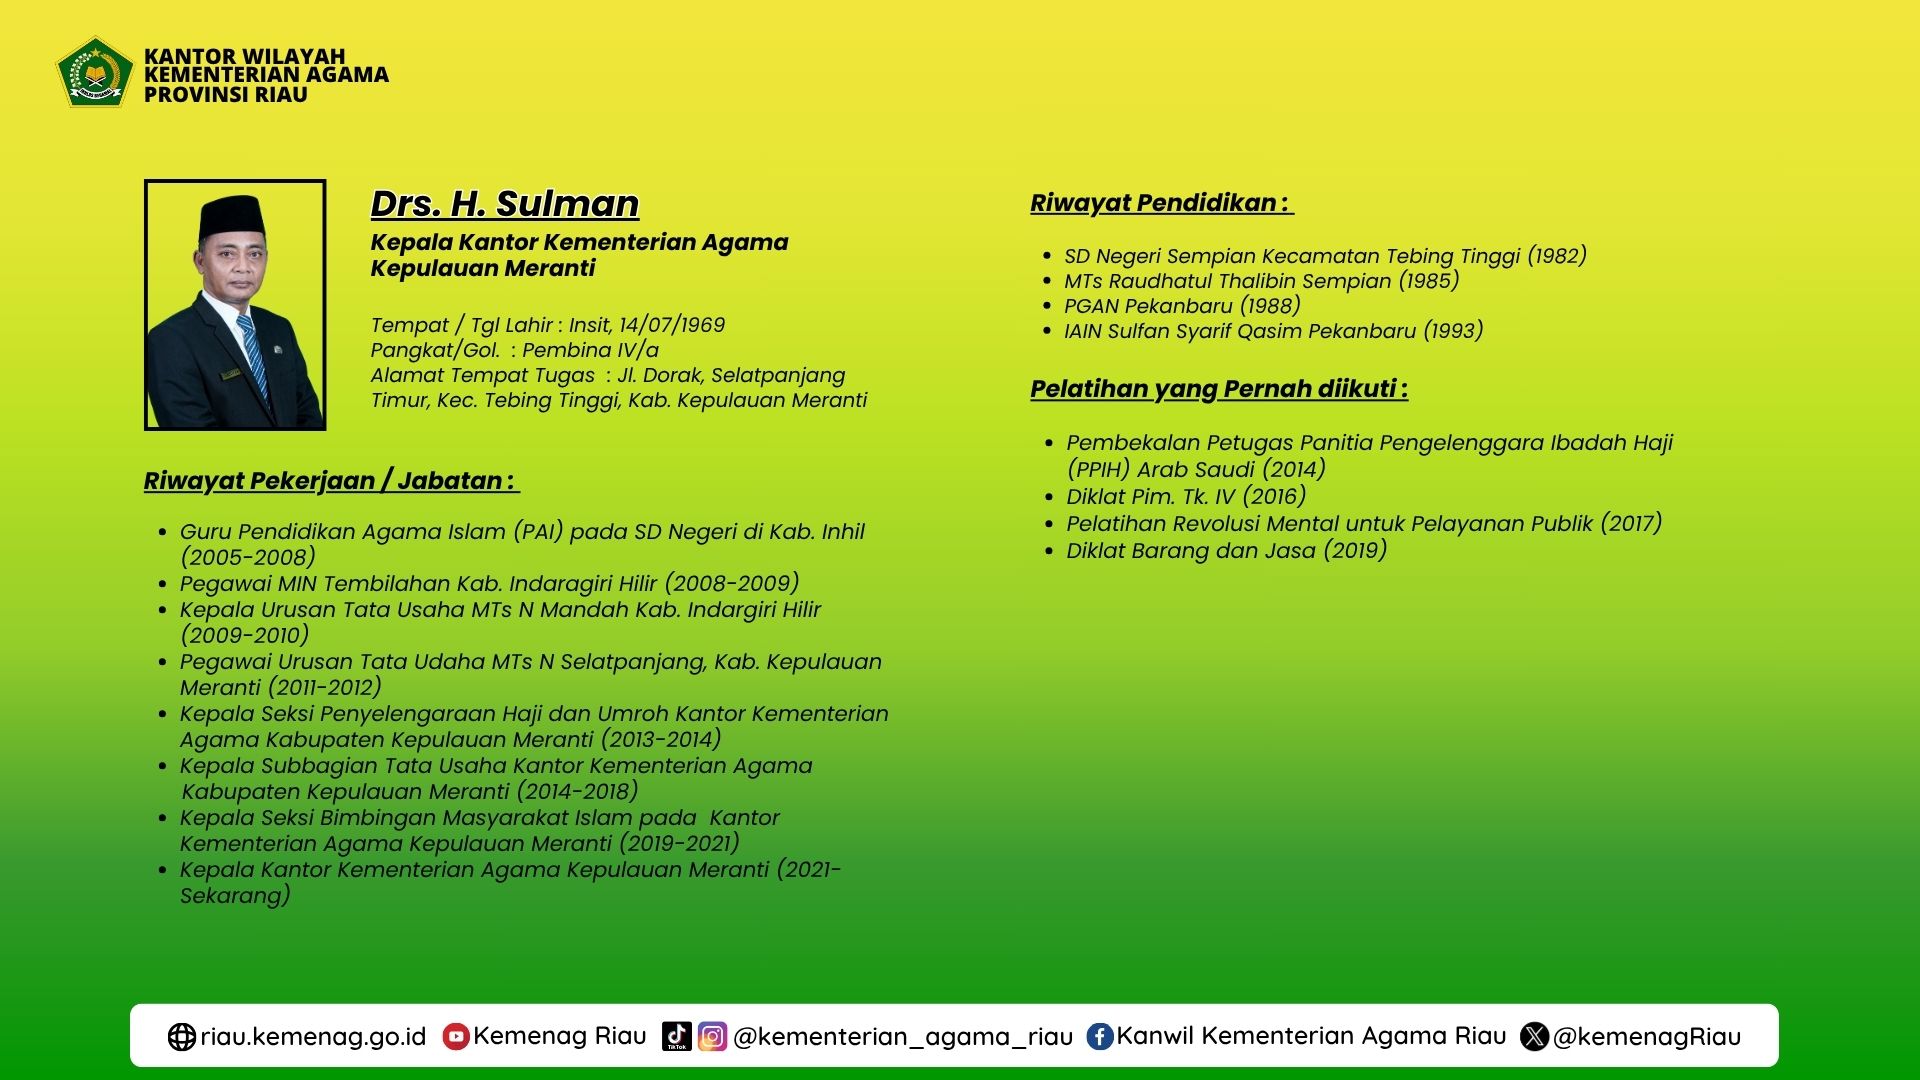 KANTOR WILAYAH
KEMENTERIAN AGAMA
PROVINSI RIAU
Drs. H. Sulman
Kepala Kantor Kementerian Agama
Kepulauan Meranti
Tempat / Tgl Lahir : Insit, 14/07/1969
Pangkat/Gol.  : Pembina IV/a
Alamat Tempat Tugas  : Jl. Dorak, Selatpanjang
Timur, Kec. Tebing Tinggi, Kab. Kepulauan Meranti
Riwayat Pekerjaan / Jabatan :
• Guru Pendidikan Agama Islam (PAI) pada SD Negeri di Kab. Inhil
(2005-2008)
• Pegawai MIN Tembilahan Kab. Indaragiri Hilir (2008-2009)
• Kepala Urusan Tata Usaha MTs N Mandah Kab. Indargiri Hilir
(2009-2010)
• Pegawai Urusan Tata Udaha MTs N Selatpanjang, Kab. Kepulauan
Meranti (2011-2012)
• Kepala Seksi Penyelengaraan Haji dan Umroh Kantor Kementerian
Agama Kabupaten Kepulauan Meranti (2013-2014)
• Kepala Subbagian Tata Usaha Kantor Kementerian Agama
Kabupaten Kepulauan Meranti (2014-2018)
• Kepala Seksi Bimbingan Masyarakat Islam pada  Kantor
Kementerian Agama Kepulauan Meranti (2019-2021)
• Kepala Kantor Kementerian Agama Kepulauan Meranti (2021-
Sekarang)
Riwayat Pendidikan :
• SD Negeri Sempian Kecamatan Tebing Tinggi (1982)
• MTs Raudhatul Thalibin Sempian (1985)
• PGAN Pekanbaru (1988)
• IAIN Sulfan Syarif Qasim Pekanbaru (1993)
Pelatihan yang Pernah diikuti :
• Pembekalan Petugas Panitia Pengelenggara Ibadah Haji
(PPIH) Arab Saudi (2014)
• Diklat Pim. Tk. IV (2016)
• Pelatihan Revolusi Mental untuk Pelayanan Publik (2017)
• Diklat Barang dan Jasa (2019)
riau.kemenag.go.id Kemenag Riau TikTok @kementerian_agama_riau Kanwil Kementerian Agama Riau @kemenagRiau